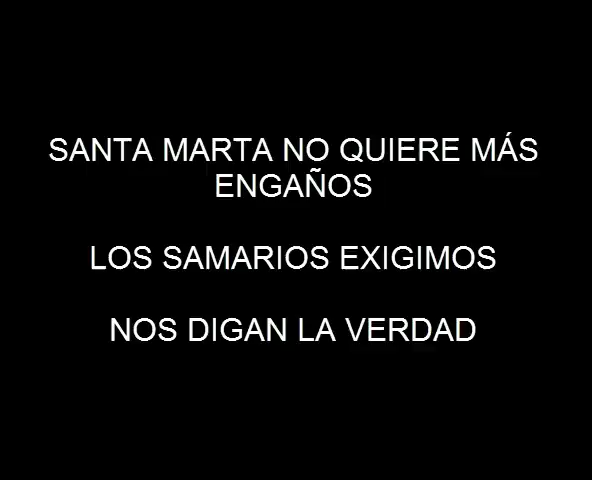 SANTA MARTA NO QUIERE MÁS
ENGAÑOS
LOS SAMARIOS EXIGIMOS
NOS DIGAN LA VERDAD